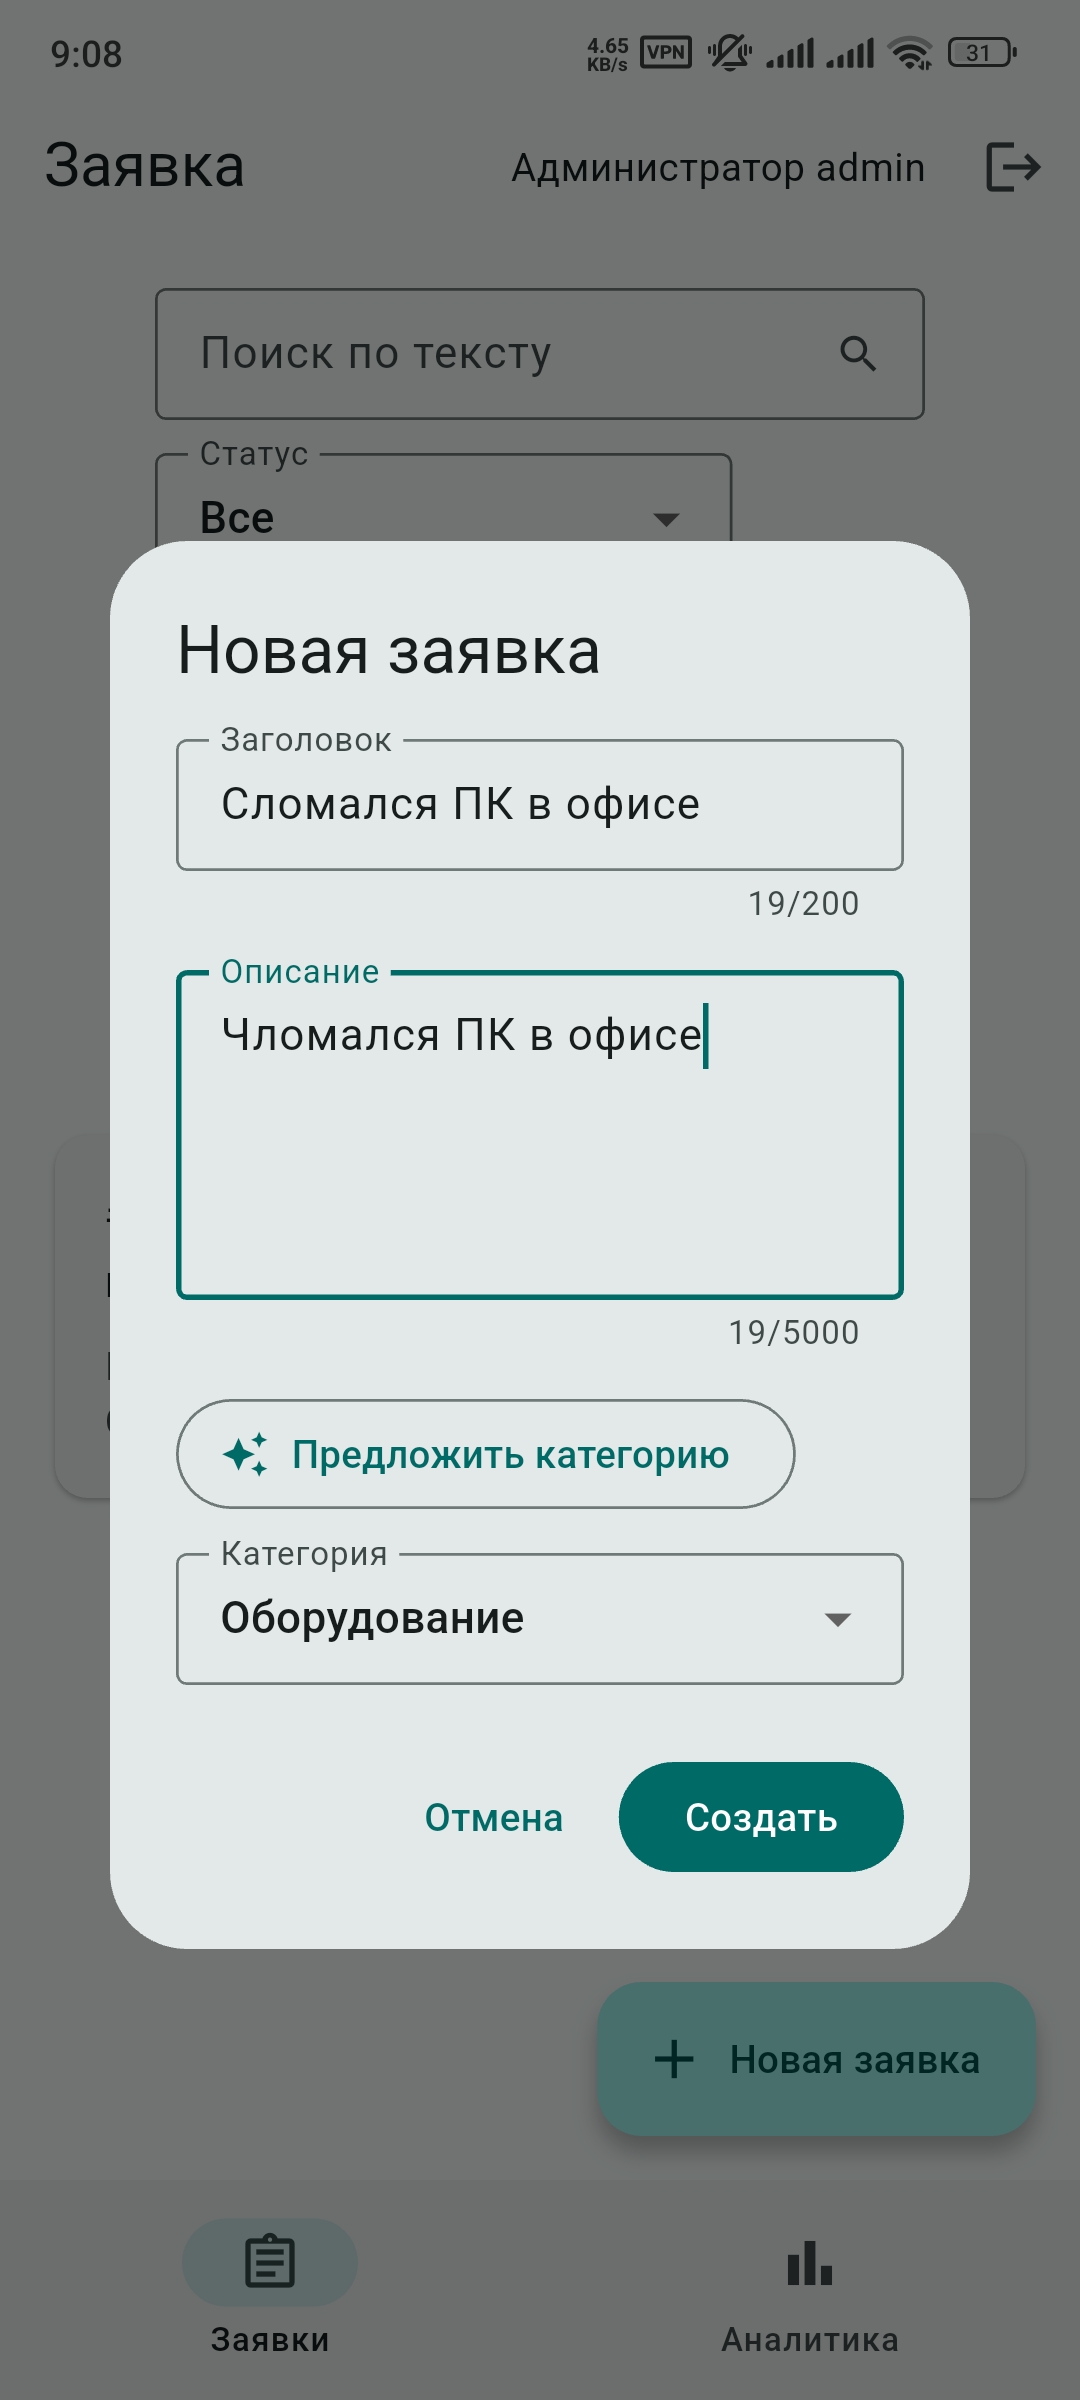 9:08
4.65
KB/s
VPN
31
Заявка
Администратор admin
Поиск по тексту
Статус
Все
Новая заявка
Заголовок
Сломался ПК в офисе
19/200
Описание
Чломался ПК в офисе
19/5000
Предложить категорию
Категория
Оборудование
Отмена
Создать
Новая заявка
Заявки
Аналитика